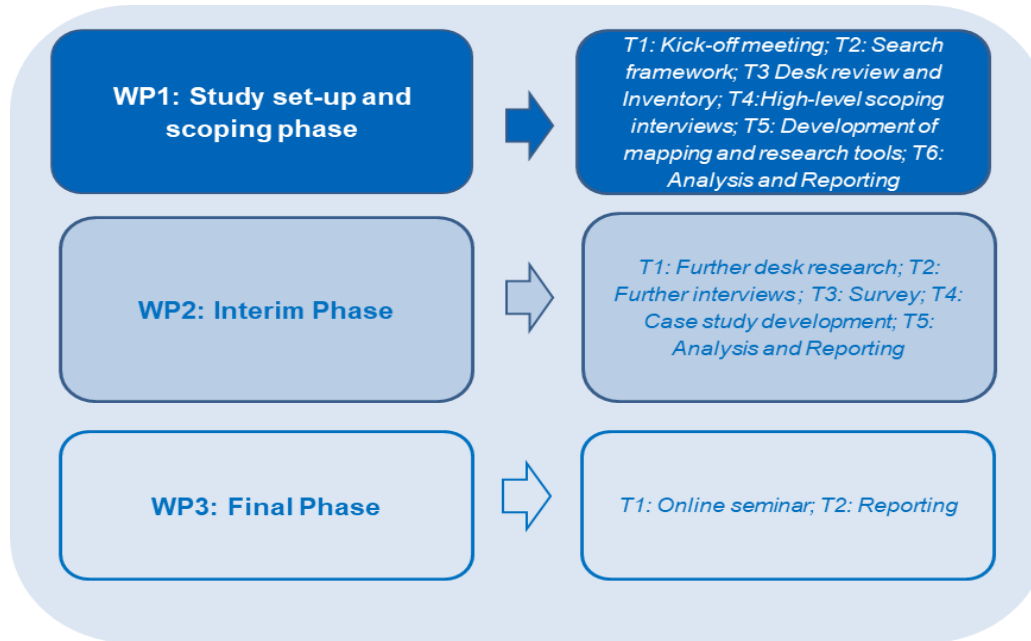 WP1: Study set-up and
scoping phase
T1: Kick-off meeting; T2: Search
framework; T3 Desk review and
Inventory; T4:High-level scoping
interviews; T5: Development of
mapping and research tools; T6:
Analysis and Reporting
WP2: Interim Phase
T1: Further desk research; T2:
Further interviews ; T3: Survey; T4:
Case study development; T5:
Analysis and Reporting
WP3: Final Phase
T1: Online seminar; T2: Reporting